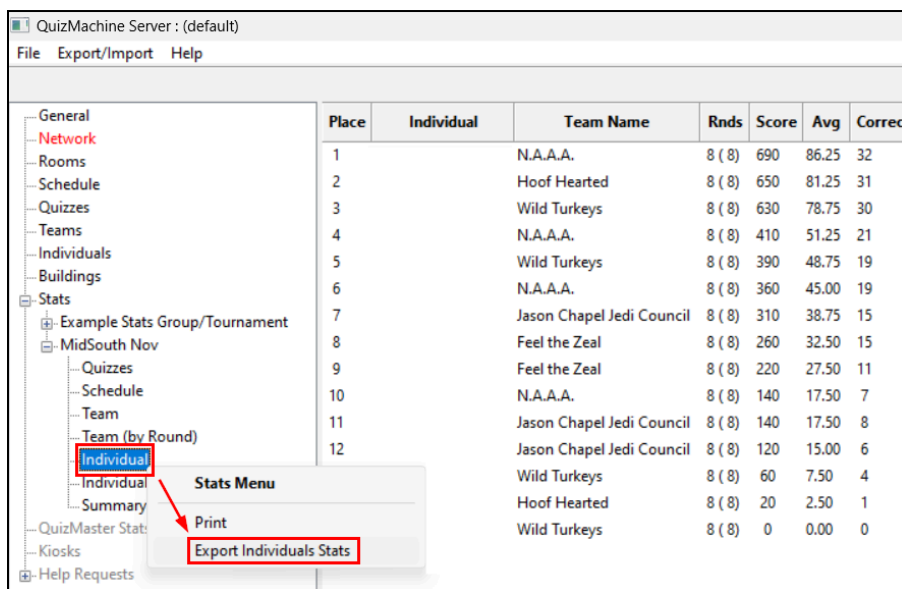 QuizMachine Server : (default)
File Export/Import Help
General
Network
Rooms
Schedule
Quizzes
Teams
Individuals
Buildings
Stats
Example Stats Group/Tournament
MidSouth Nov
Quizzes
Schedule
Team
Team (by Round)
Individual
Individual
Summary
QuizMaster Stats
Kiosks
Help Requests
Stats Menu
Print
Export Individuals Stats
Place Individual Team Name Rnds Score Avg Correc
1 N.A.A.A. 8 ( 8) 690 86.25 32
2 Hoof Hearted 8 ( 8) 650 81.25 31
3 Wild Turkeys 8 ( 8) 630 78.75 30
4 N.A.A.A. 8 ( 8) 410 51.25 21
5 Wild Turkeys 8 ( 8) 390 48.75 19
6 N.A.A.A. 8 ( 8) 360 45.00 19
7 Jason Chapel Jedi Council 8 ( 8) 310 38.75 15
8 Feel the Zeal 8 ( 8) 260 32.50 15
9 Feel the Zeal 8 ( 8) 220 27.50 11
10 N.A.A.A. 8 ( 8) 140 17.50 7
11 Jason Chapel Jedi Council 8 ( 8) 140 17.50 8
12 Jason Chapel Jedi Council 8 ( 8) 120 15.00 6
Wild Turkeys 8 ( 8) 60 7.50 4
Hoof Hearted 8 ( 8) 20 2.50 1
Wild Turkeys 8 ( 8) 0 0.00 0